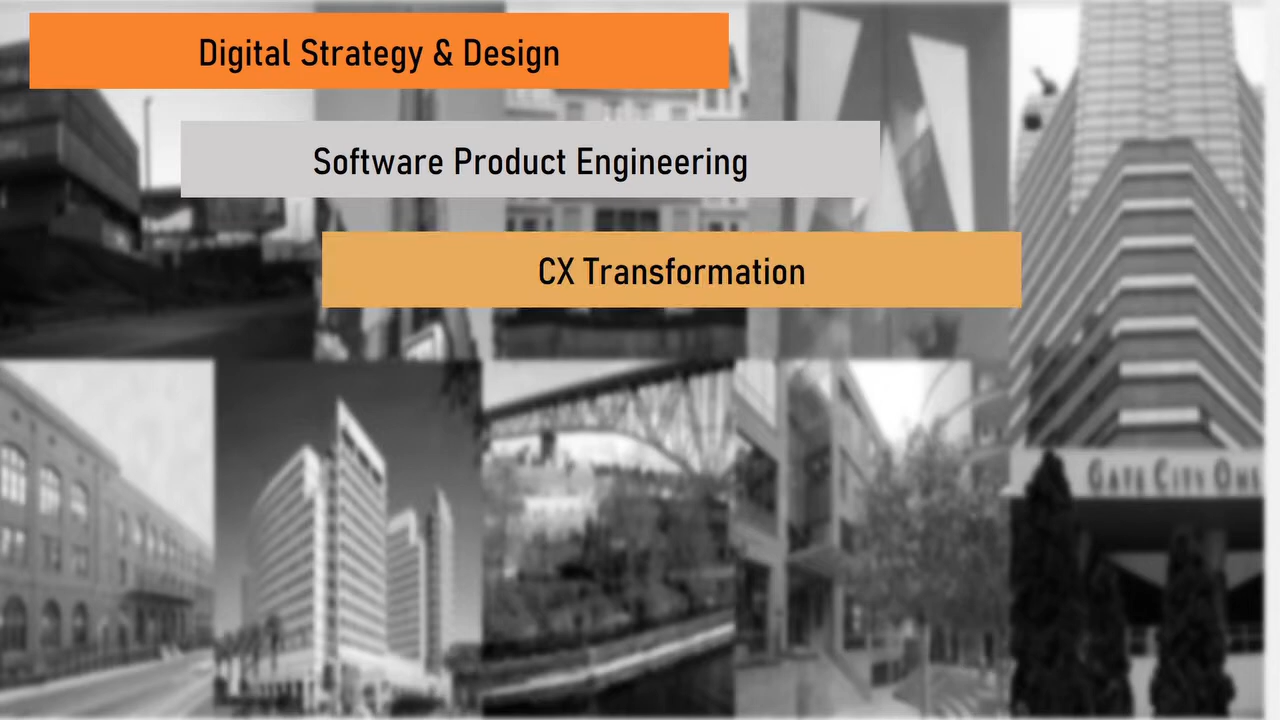 Digital Strategy & Design
Software Product Engineering
CX Transformation
GATE CITY ONE